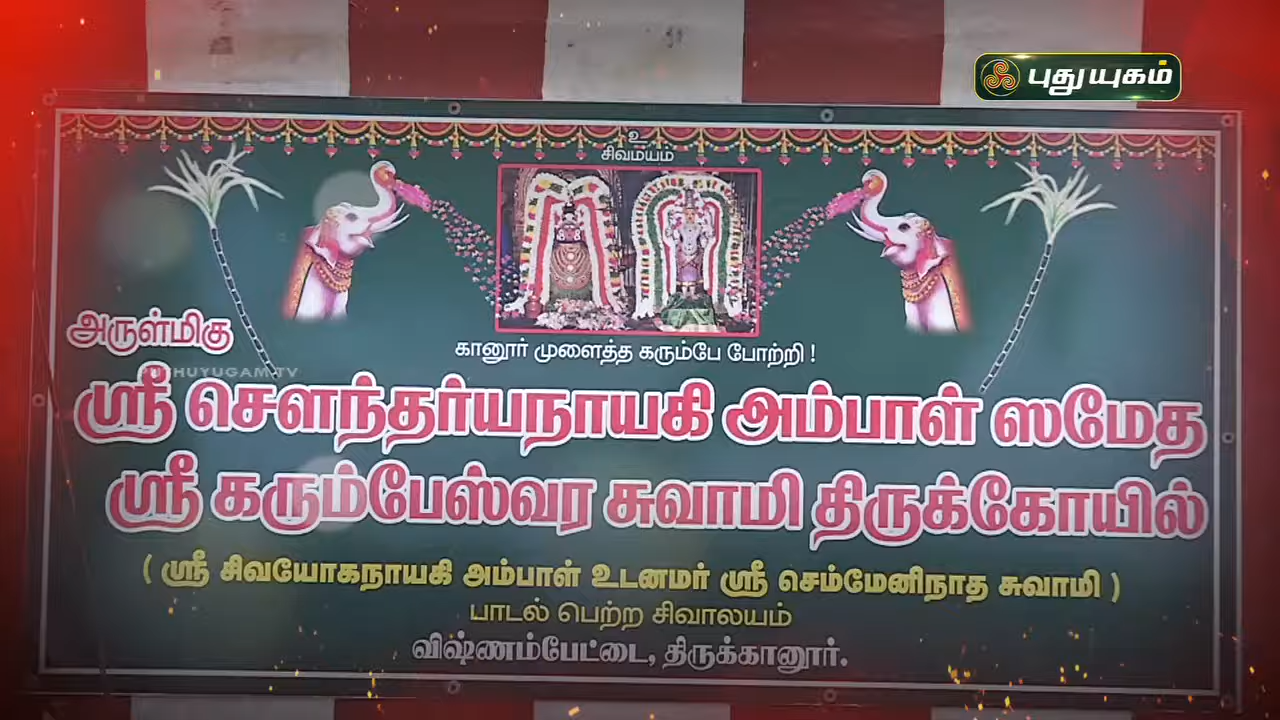 புதுயுகம்
உ
சிவமயம்
கானூர் முளைத்த கரும்பே போற்றி !
அருள்மிகு
PUTHUYUGAM TV
ஸ்ரீ சௌந்தர்யநாயகி அம்பாள் ஸமேத
ஸ்ரீ கரும்பேஸ்வர சுவாமி திருக்கோயில்
( ஸ்ரீ சிவயோகநாயகி அம்பாள் உடனமர் ஸ்ரீ செம்மேனிநாத சுவாமி )
பாடல் பெற்ற சிவாலயம்
விஷ்ணம்பேட்டை, திருக்கானூர்.